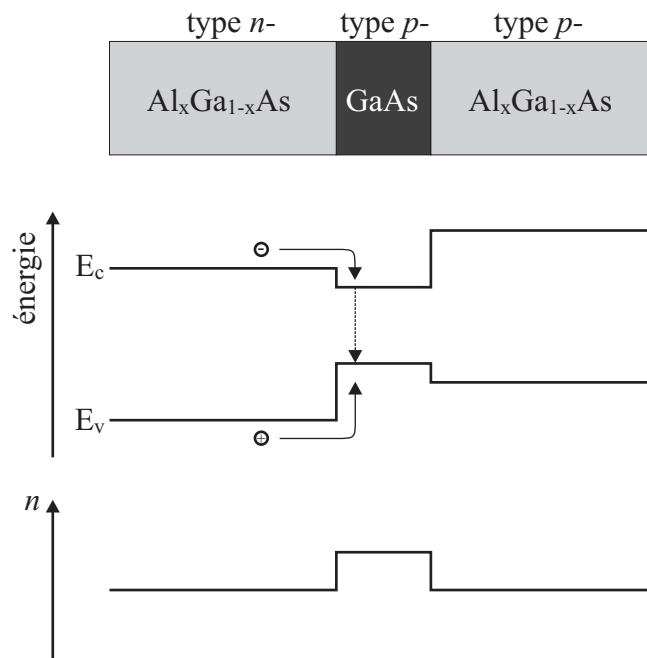 type n- type p- type p-
AlxGa1-xAs GaAs AlxGa1-xAs
énergie
Ec
Ev
n